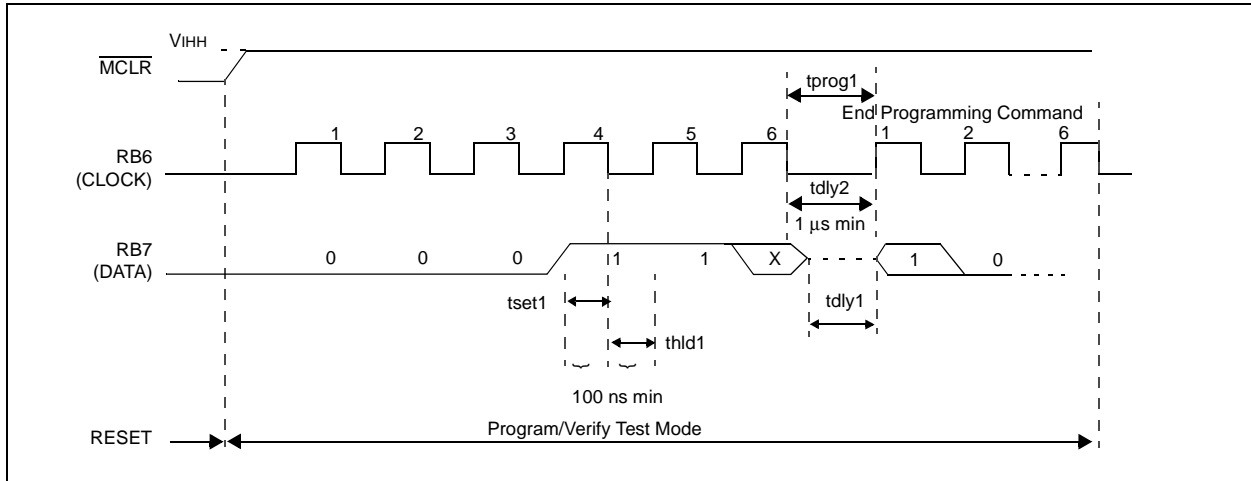 VIHH
MCLR
tprog1
End Programming Command
1 2 3 4 5 6 1 2 6
RB6
(CLOCK)
tdly2
1 μs min
RB7
(DATA)
0 0 0 1 1 X 1 0
tset1
tdly1
thld1
100 ns min
RESET
Program/Verify Test Mode